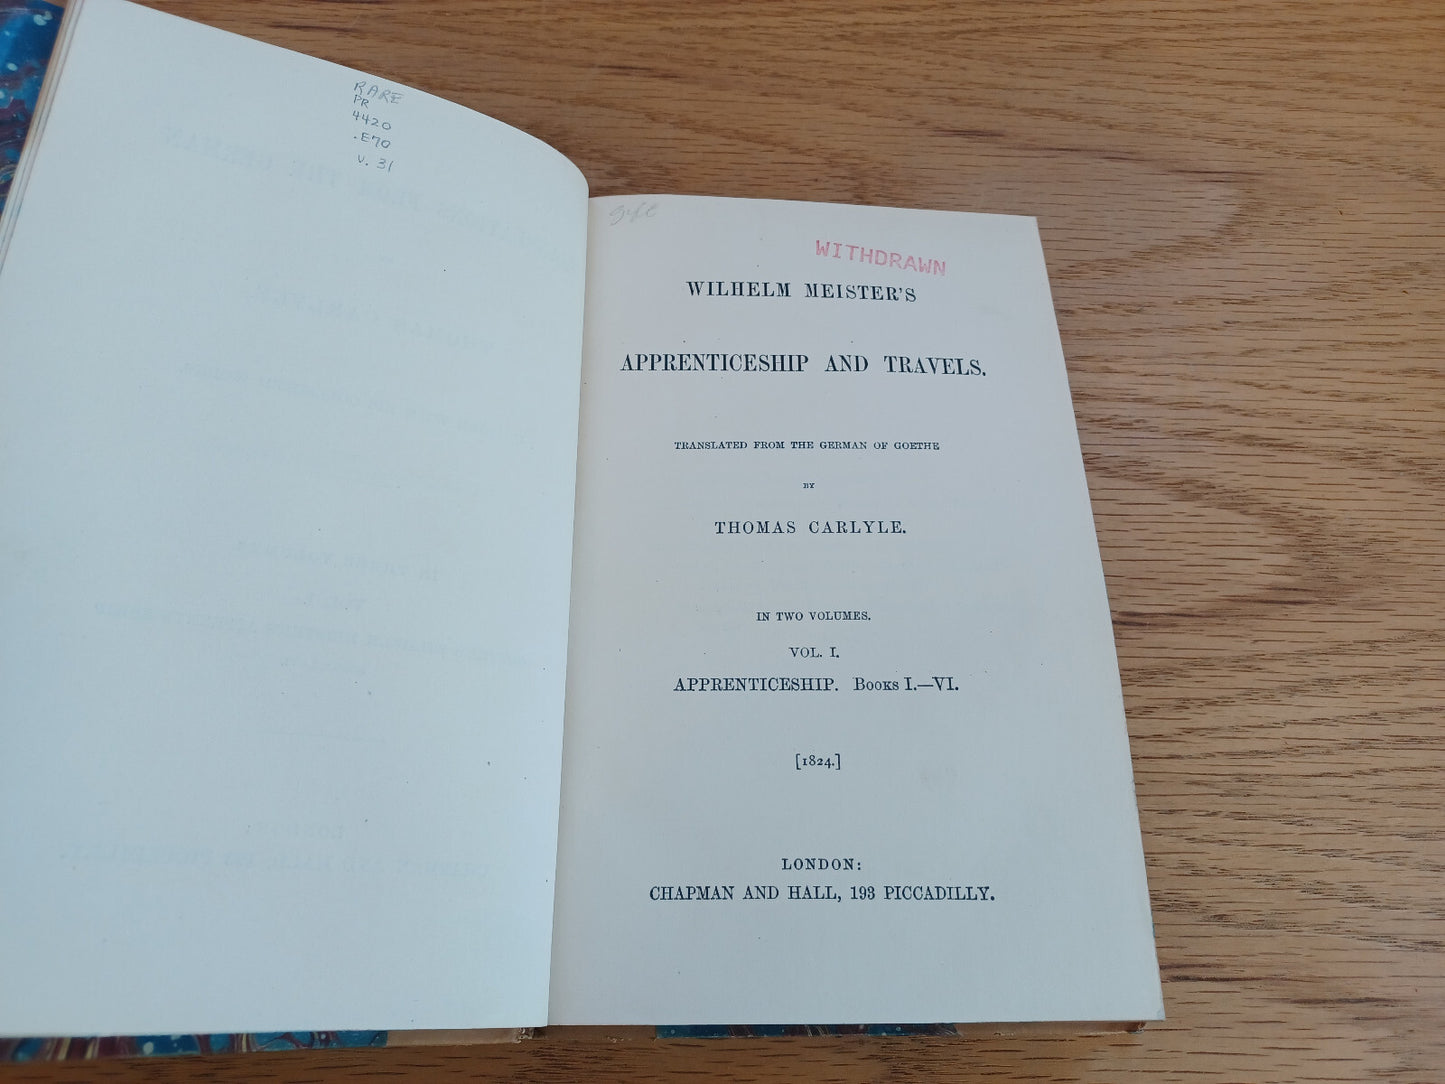 RARE
PR
4420
.E70
v. 31
gift
WITHDRAWN
WILHELM MEISTER'S
APPRENTICESHIP AND TRAVELS.
TRANSLATED FROM THE GERMAN OF GOETHE
BY
THOMAS CARLYLE.
IN TWO VOLUMES.
VOL. I.
APPRENTICESHIP. BOOKS I.—VI.
[1824.]
LONDON:
CHAPMAN AND HALL, 193 PICCADILLY.